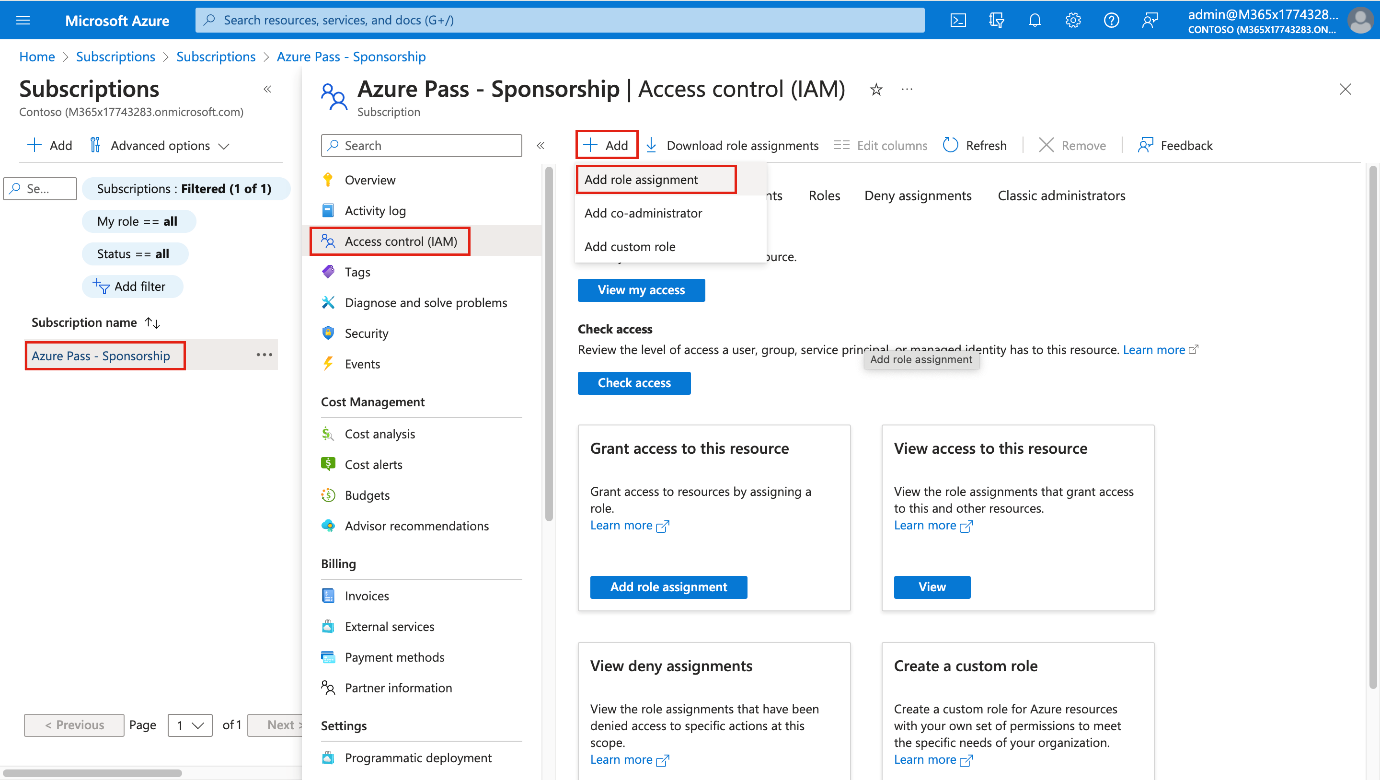 Microsoft Azure
Search resources, services, and docs (G+/)
admin@M365x1774328...
CONTOSO (M365X17743283.ON...
Home > Subscriptions > Subscriptions > Azure Pass - Sponsorship
Subscriptions
Contoso (M365x17743283.onmicrosoft.com)
Add
Advanced options
Se...
Subscriptions : Filtered (1 of 1)
My role == all
Status == all
Add filter
Subscription name
Azure Pass - Sponsorship
< Previous
Page
1
of 1
Next >
Azure Pass - Sponsorship | Access control (IAM)
Subscription
Search
Overview
Activity log
Access control (IAM)
Tags
Diagnose and solve problems
Security
Events
Cost Management
Cost analysis
Cost alerts
Budgets
Advisor recommendations
Billing
Invoices
External services
Payment methods
Partner information
Settings
Programmatic deployment
Add
Download role assignments
Edit columns
Refresh
Remove
Feedback
Add role assignment
Add co-administrator
Add custom role
Roles
Deny assignments
Classic administrators
View my access
Check access
Review the level of access a user, group, service principal, or managed identity has to this resource. Learn more
Add role assignment
Check access
Grant access to this resource
Grant access to resources by assigning a
role.
Learn more
Add role assignment
View access to this resource
View the role assignments that grant access
to this and other resources.
Learn more
View
View deny assignments
View the role assignments that have been
denied access to specific actions at this
scope.
Learn more
Create a custom role
Create a custom role for Azure resources
with your own set of permissions to meet
the specific needs of your organization.
Learn more